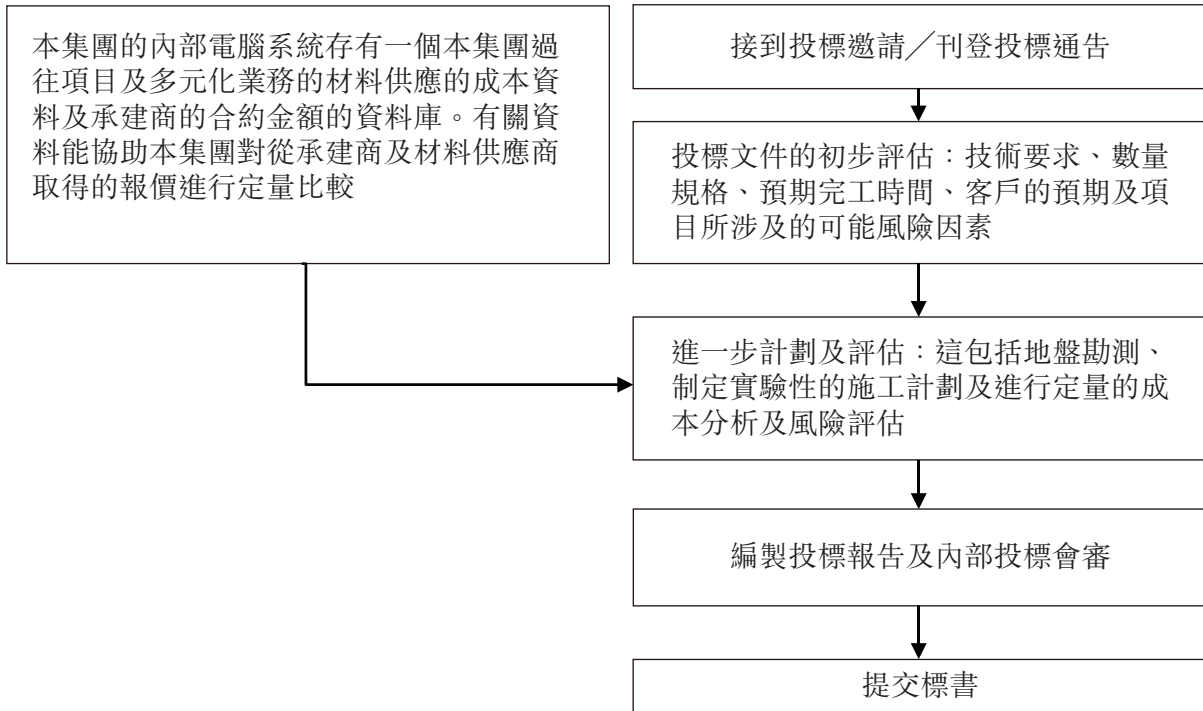 本集團的內部電腦系統存有一個本集團過
往項目及多元化業務的材料供應的成本資
料及承建商的合約金額的資料庫。有關資
料能協助本集團對從承建商及材料供應商
取得的報價進行定量比較
接到投標邀請╱刊登投標通告
投標文件的初步評估：技術要求、數量
規格、預期完工時間、客戶的預期及項
目所涉及的可能風險因素
進一步計劃及評估：這包括地盤勘測、
制定實驗性的施工計劃及進行定量的成
本分析及風險評估
編製投標報告及內部投標會審
提交標書